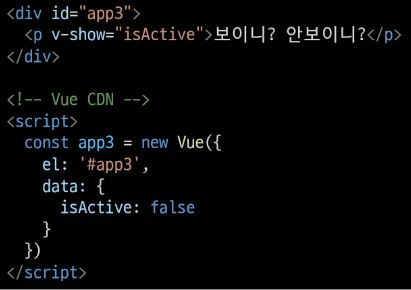 <div id="app3">
  <p v-show="isActive">보이니? 안보이니?</p>
</div>

<!-- Vue CDN -->
<script>
  const app3 = new Vue({
    el: '#app3',
    data: {
      isActive: false
    }
  })
</script>